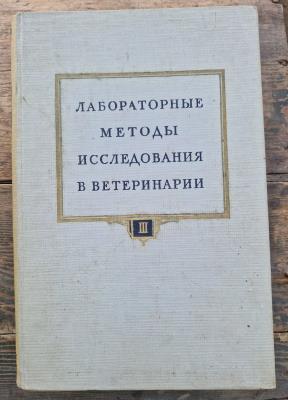 ЛАБОРАТОРНЫЕ
МЕТОДЫ
ИССЛЕДОВАНИЯ
В ВЕТЕРИНАРИИ
III